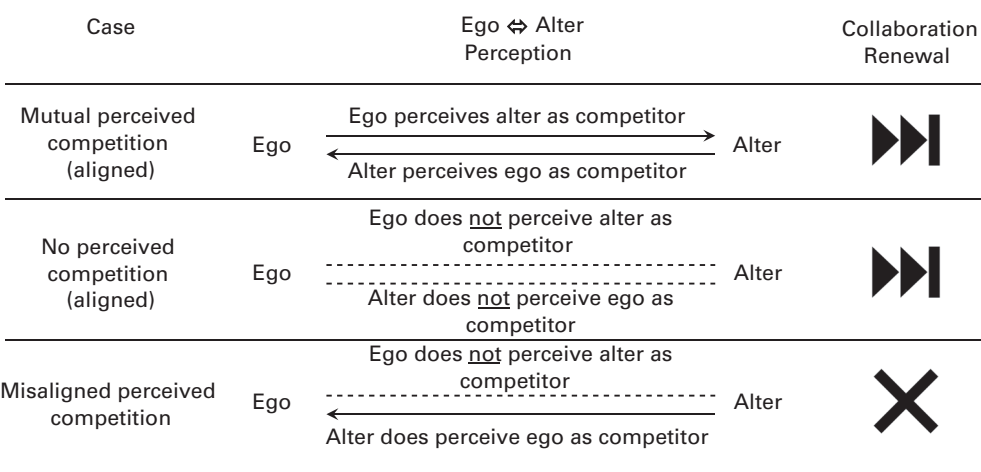 Case
Ego ⇔ Alter
Perception
Collaboration
Renewal
Mutual perceived
competition
(aligned)
Ego
Ego perceives alter as competitor
Alter perceives ego as competitor
Alter
No perceived
competition
(aligned)
Ego
Ego does not perceive alter as
competitor
Alter does not perceive ego as
competitor
Alter
Misaligned perceived
competition
Ego
Ego does not perceive alter as
competitor
Alter does perceive ego as competitor
Alter